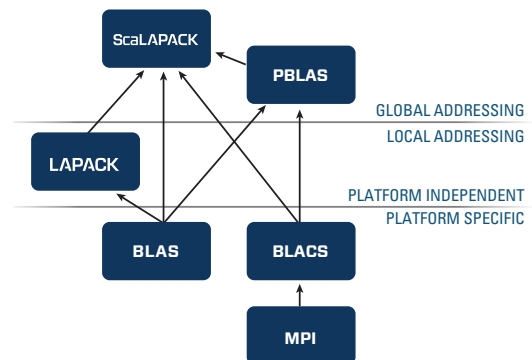 ScaLAPACK
PBLAS
GLOBAL ADDRESSING
LOCAL ADDRESSING
LAPACK
PLATFORM INDEPENDENT
PLATFORM SPECIFIC
BLAS
BLACS
MPI